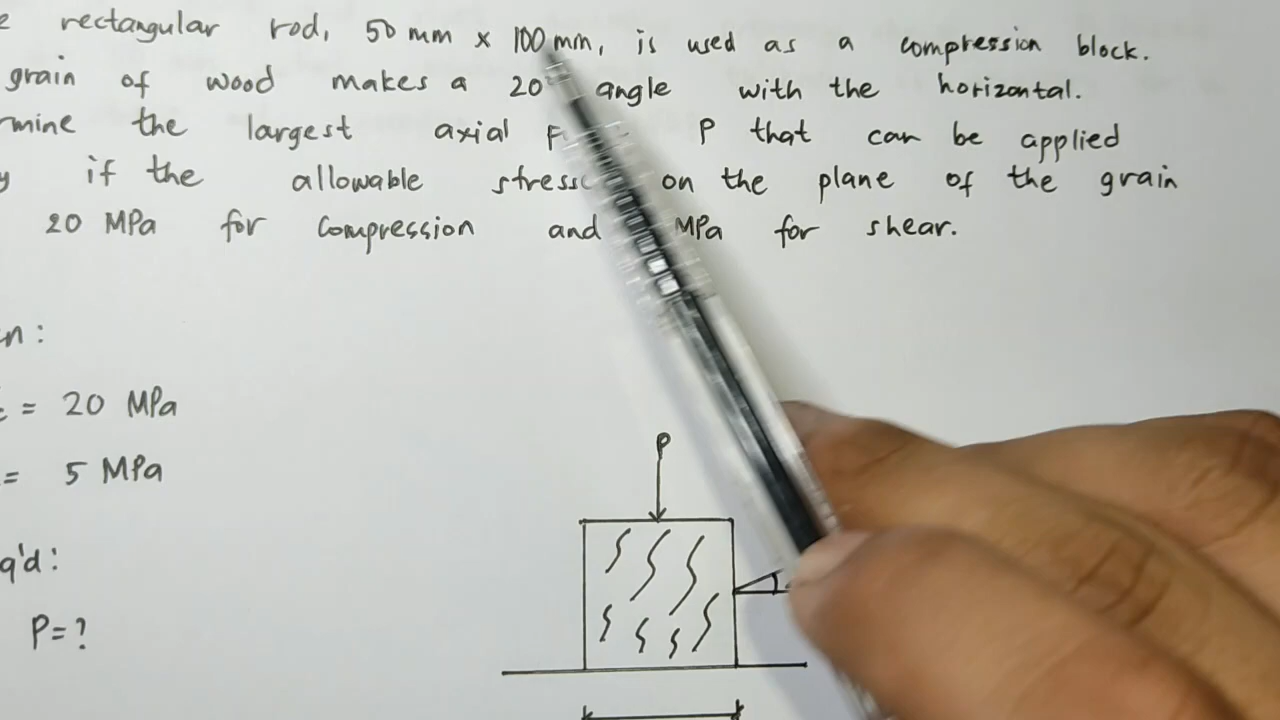 rectangular rod, 50 mm x 100 mm, is used as a compression block.
grain of wood makes a 20° angle with the horizontal.
mine the largest axial P that can be applied
y if the allowable stress on the plane of the grain
20 MPa for compression and MPa for shear.
n:
= 20 MPa
= 5 MPa
q'd:
P = ?
P